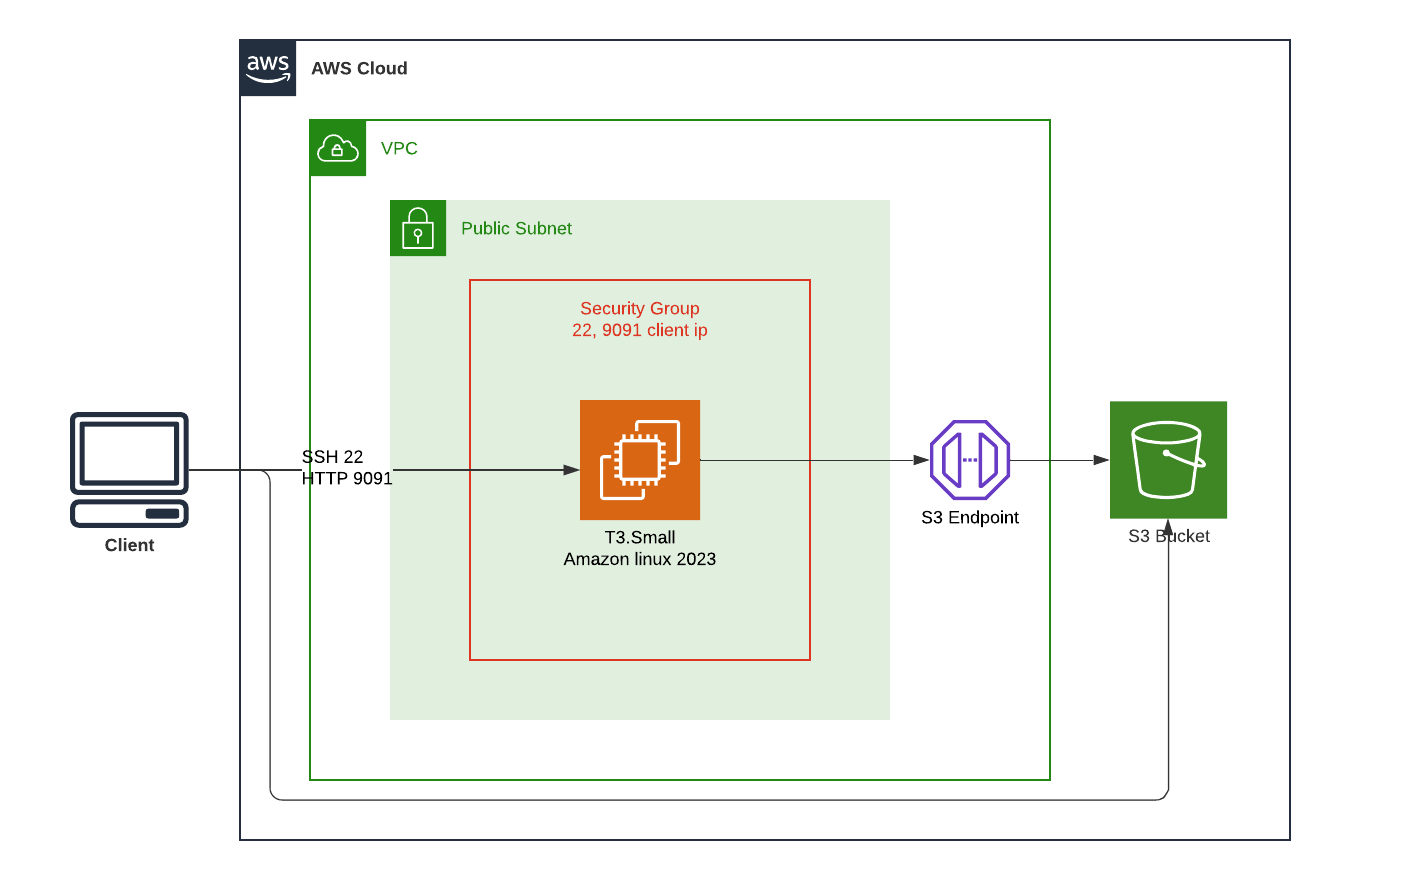 aws
AWS Cloud
VPC
Public Subnet
Security Group
22, 9091 client ip
SSH 22
HTTP 9091
Client
T3.Small
Amazon linux 2023
S3 Endpoint
S3 Bucket